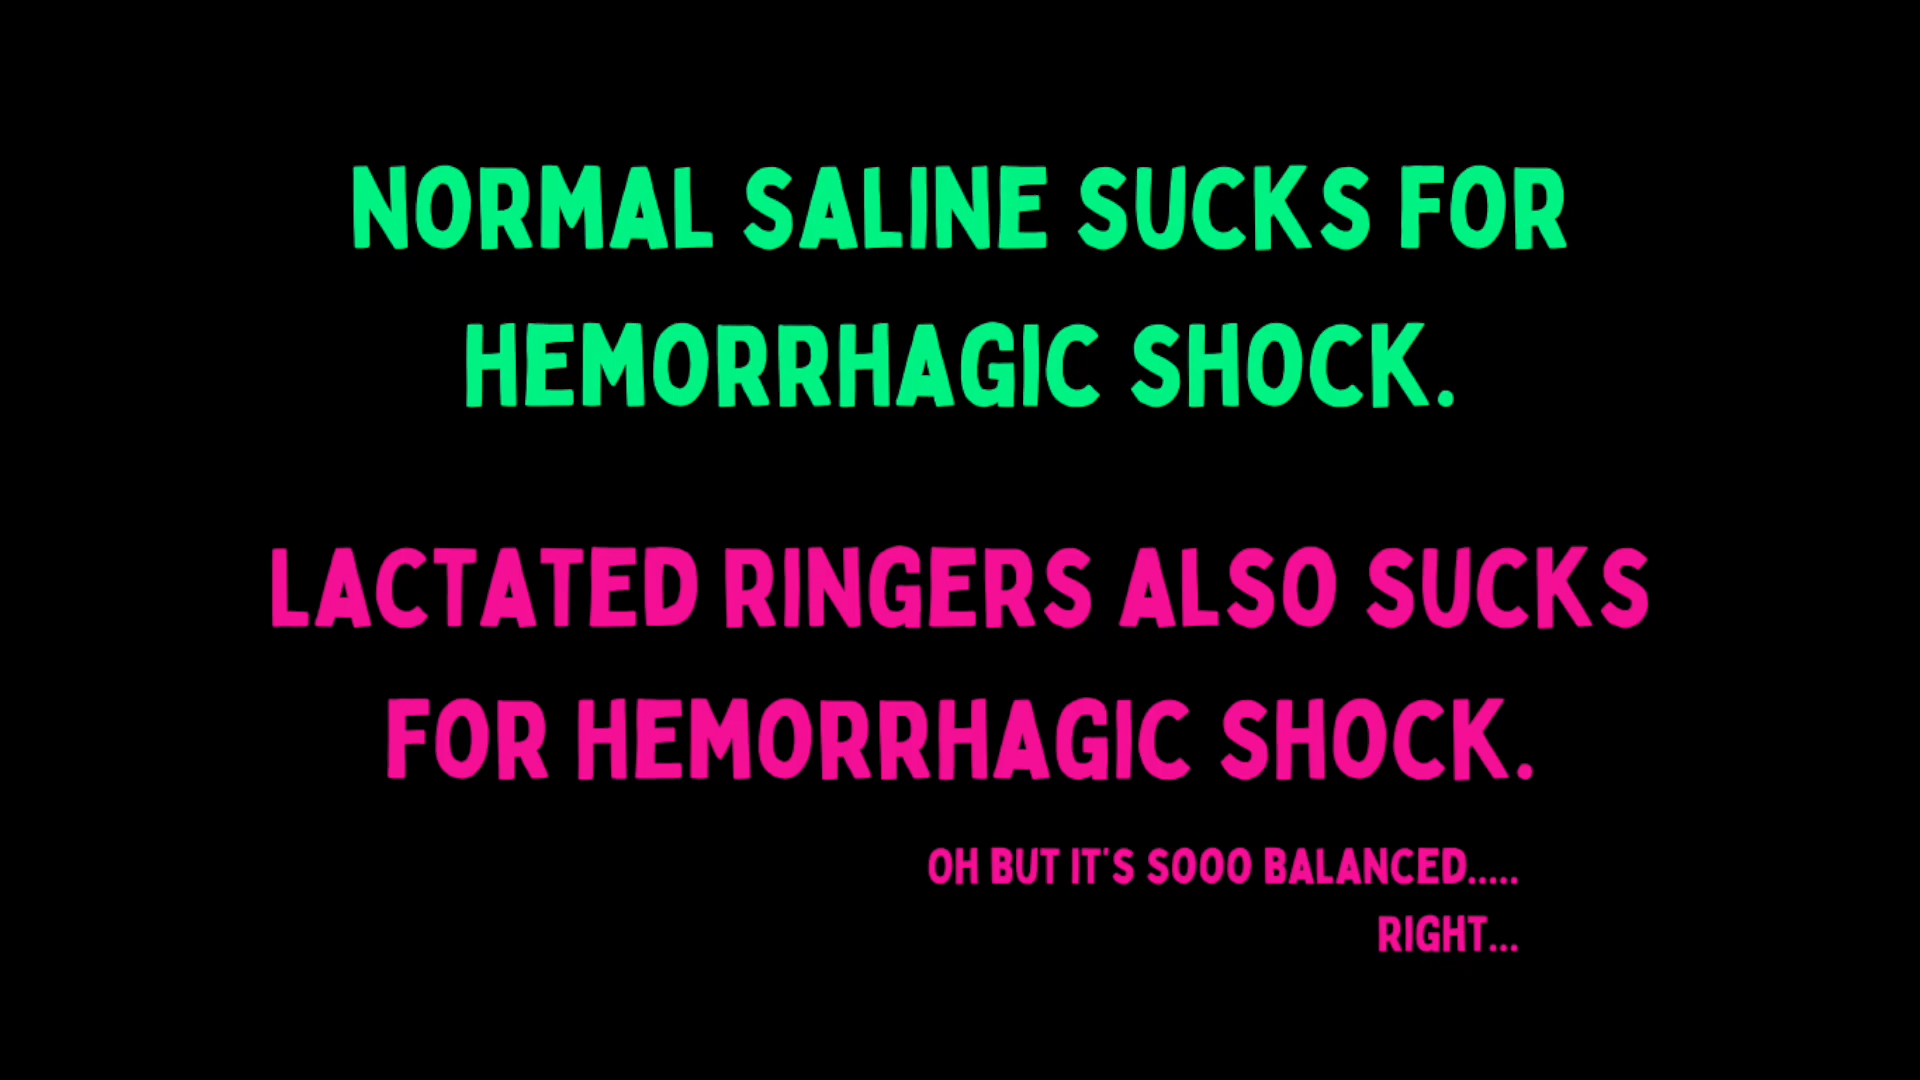 NORMAL SALINE SUCKS FOR
HEMORRHAGIC SHOCK.
LACTATED RINGERS ALSO SUCKS
FOR HEMORRHAGIC SHOCK.
OH BUT IT'S SOOO BALANCED.....
RIGHT...